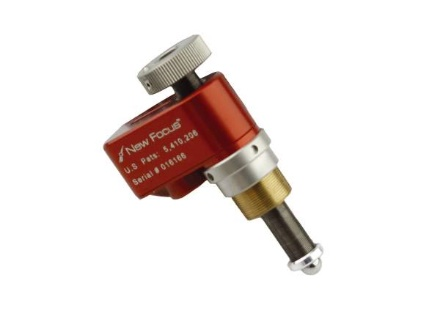 New Focus®
U.S Pats: 5,410,206
Serial # 018166